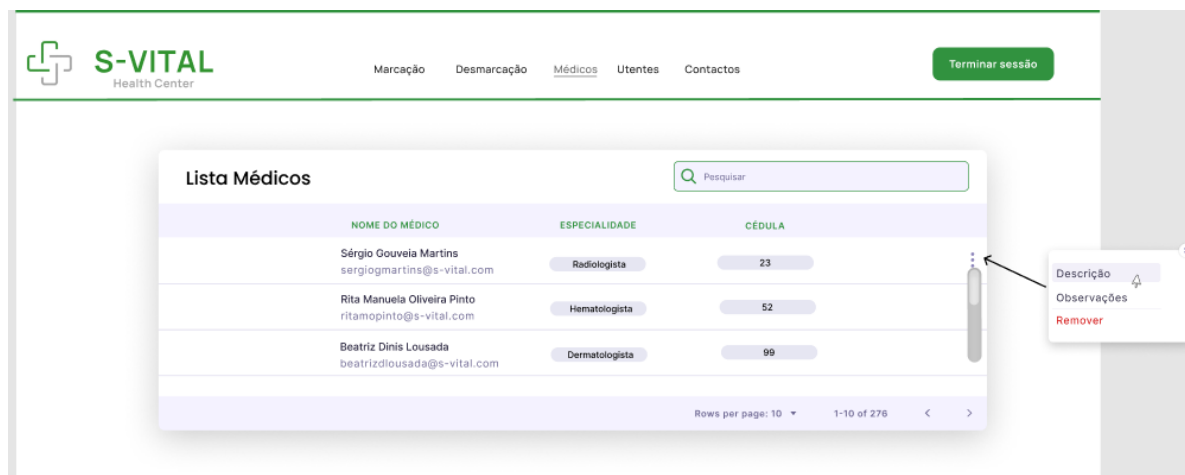 S-VITAL
Health Center
Marcação Desmarcação Médicos Utentes Contactos
Terminar sessão
Lista Médicos
Pesquisar
NOME DO MÉDICO ESPECIALIDADE CÉDULA
Sérgio Gouveia Martins
sergiogmartins@s-vital.com
Radiologista 23
Rita Manuela Oliveira Pinto
ritamopinto@s-vital.com
Hematologista 52
Beatriz Dinis Lousada
beatrizdlousada@s-vital.com
Dermatologista 99
Rows per page: 10 1-10 of 276
Descrição
Observações
Remover